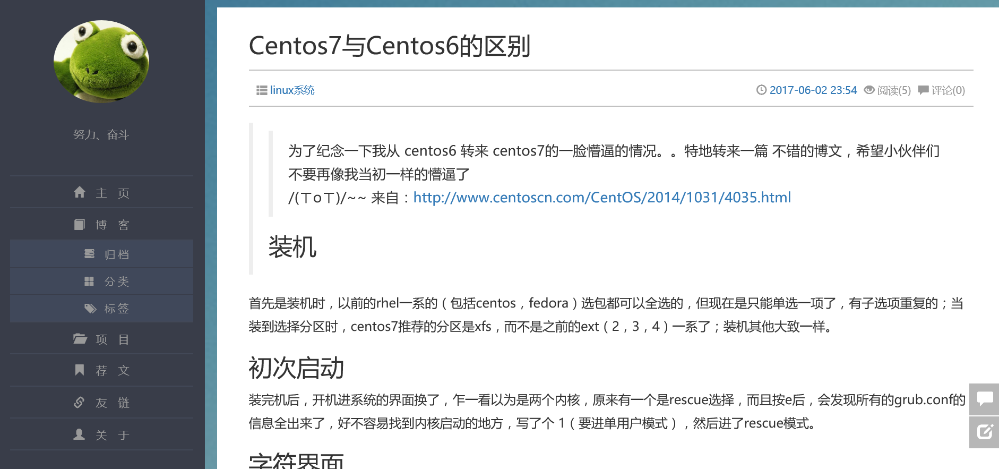 努力、奋斗
主 页
博 客
归档
分类
标签
项 目
荐 文
友 链
关 于
Centos7与Centos6的区别
linux系统 2017-06-02 23:54 阅读(5) 评论(0)
为了纪念一下我从 centos6 转来 centos7的一脸懵逼的情况。。特地转来一篇 不错的博文，希望小伙伴们
不要再像我当初一样的懵逼了
/(ㄒoㄒ)/~~ 来自：http://www.centoscn.com/CentOS/2014/1031/4035.html
装机
首先是装机时，以前的rhel一系的（包括centos，fedora）选包都可以全选的，但现在是只能单选一项了，有子选项重复的；当
装到选择分区时，centos7推荐的分区是xfs，而不是之前的ext（2，3，4）一系了；装机其他大致一样。
初次启动
装完机后，开机进系统的界面换了，乍一看以为是两个内核，原来有一个是rescue选择，而且按e后，会发现所有的grub.conf的
信息全出来了，好不容易找到内核启动的地方，写了个 1（要进单用户模式），然后进了rescue模式。
字符界面